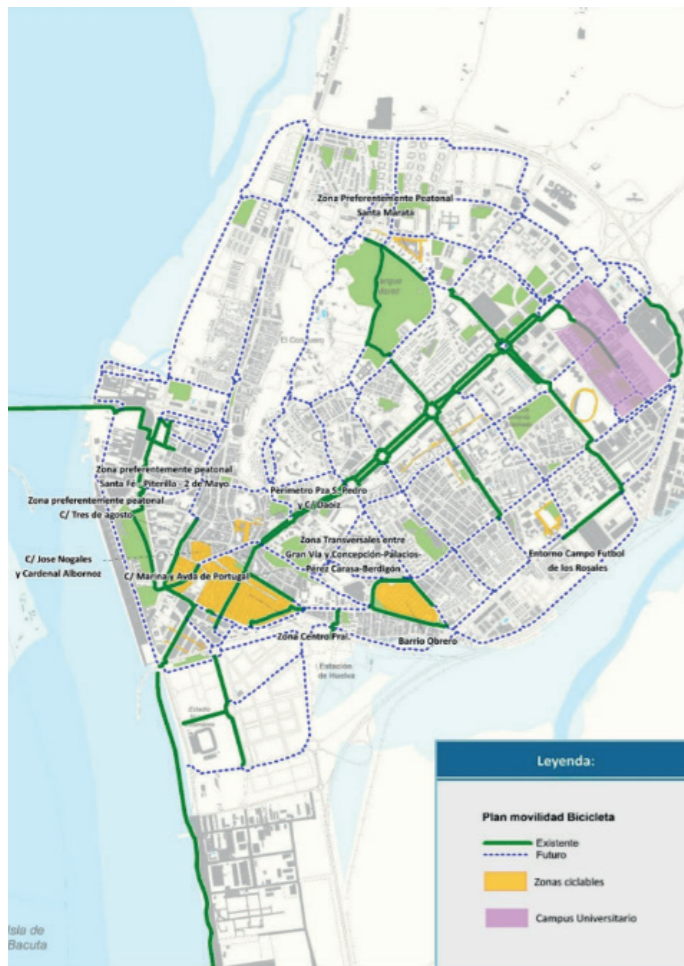 Zona Preferentemente Peatonal
Santa Marata
El Conquero
Zona preferentemente peatonal
Santa Fé - Piterilla - 2 de Mayo
Zona preferentemente peatonal
C/ Tres de agosto
Perímetro Pza S. Pedro
y C/ Daoiz
Zona Transversales entre
Gran Vía y Concepción-Palacios-
Pérez Carasa-Berdigón
Entorno Campo Futbol
de los Rosales
C/ Jose Nogales
y Cardenal Albornoz
C/ Marina y Avda de Portugal
Zona Centro Pral.
Barrio Obrero
Estación
de Huelva
Isla de
Bacuta
Leyenda:
Plan movilidad Bicicleta
Existente
Futuro
Zonas ciclables
Campus Universitario